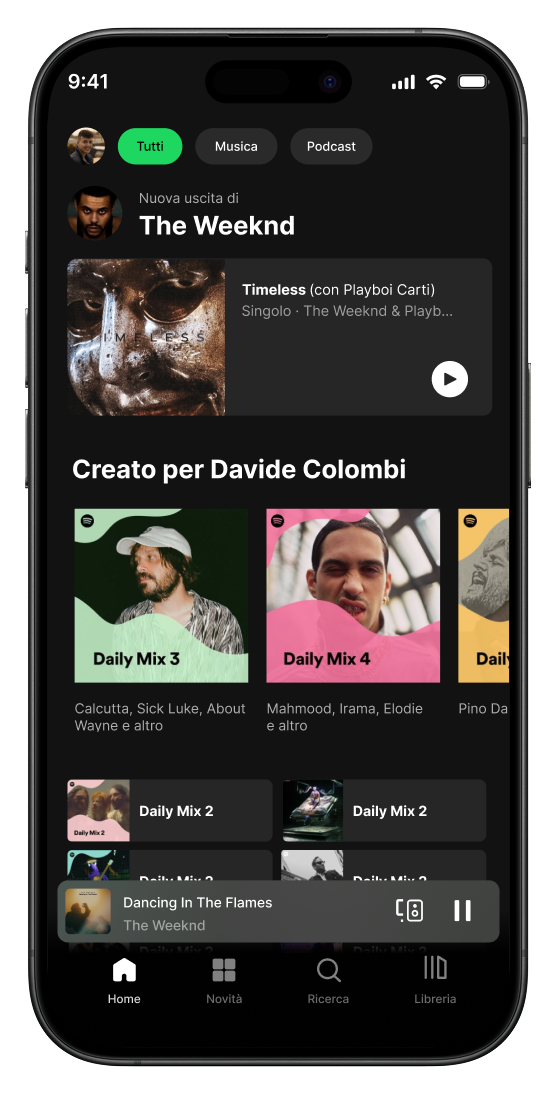 9:41
Tutti
Musica
Podcast
Nuova uscita di
The Weeknd
TIMELESS
Timeless (con Playboi Carti)
Singolo · The Weeknd & Playb...
Creato per Davide Colombi
Daily Mix 3
Daily Mix 4
Daily
Calcutta, Sick Luke, About
Wayne e altro
Mahmood, Irama, Elodie
e altro
Pino Da
Daily Mix 2
Daily Mix 2
Daily Mix 2
Daily Mix 2
Daily Mix 2
Dancing In The Flames
The Weeknd
Home
Novità
Ricerca
Libreria